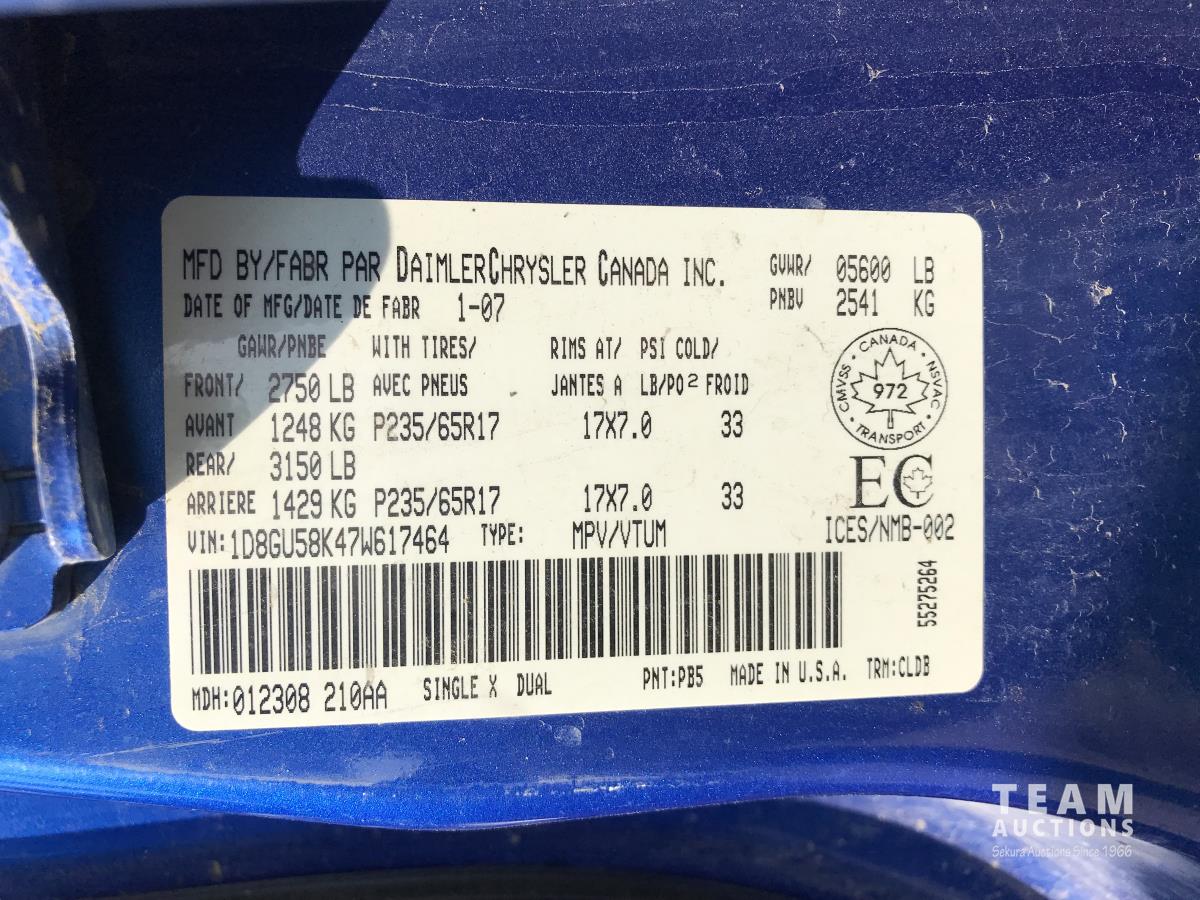 MFD BY/FABR PAR DAIMLERCHRYSLER CANADA INC. GVWR/ 05600 LB
DATE OF MFG/DATE DE FABR 1-07 PNBV 2541 KG
GAWR/PNBE WITH TIRES/ RIMS AT/ PSI COLD/
FRONT/ 2750 LB AVEC PNEUS JANTES A LB/PO² FROID
AVANT 1248 KG P235/65R17 17X7.0 33
REAR/ 3150 LB
ARRIERE 1429 KG P235/65R17 17X7.0 33
CANADA · NSVAC · TRANSPORT · CMVSS ·
972
EC
VIN:1D8GU58K47W617464 TYPE: MPV/VTUM ICES/NMB-002
55275264
MDH:012308 210AA SINGLE X DUAL PNT:PB5 MADE IN U.S.A. TRM:CLDB
TEAM
AUCTIONS
Sekura Auctions Since 1966